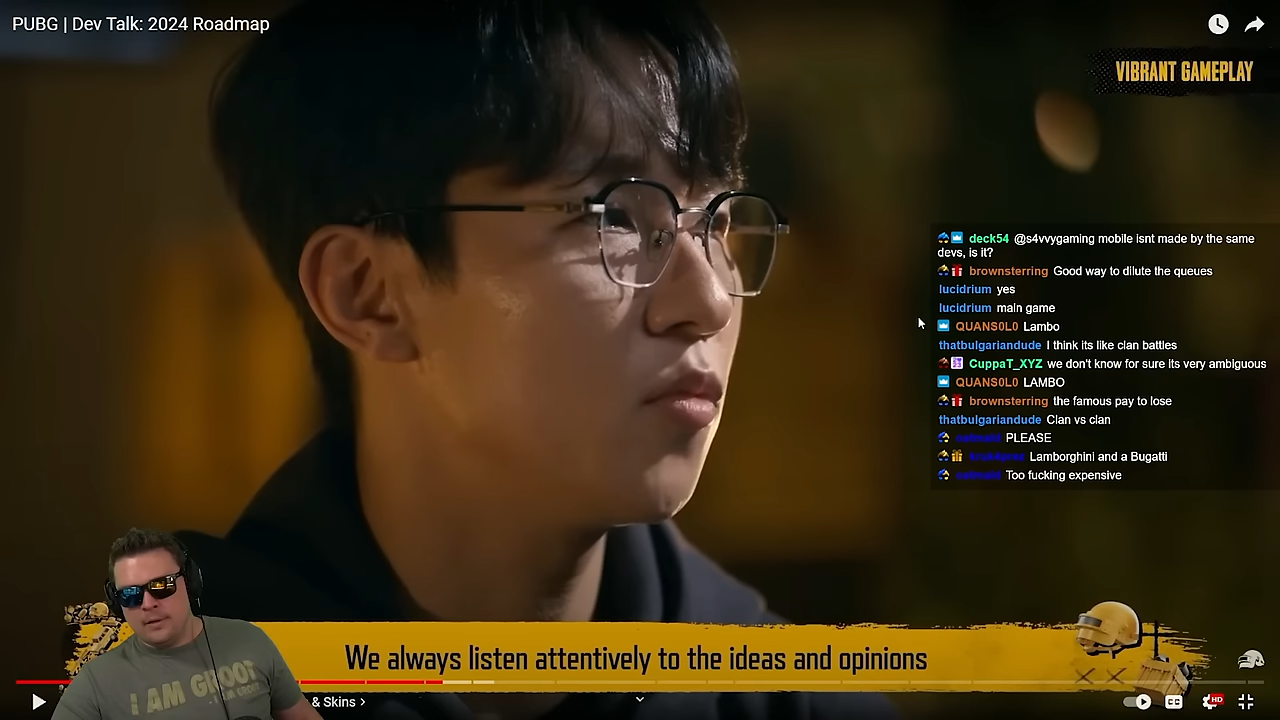 PUBG | Dev Talk: 2024 Roadmap
VIBRANT GAMEPLAY
deck54 @s4vvygaming mobile isnt made by the same
devs, is it?
brownsterring Good way to dilute the queues
lucidrium yes
lucidrium main game
QUANS0L0 Lambo
thatbulgariandude I think its like clan battles
CuppaT_XYZ we don't know for sure its very ambiguous
QUANS0L0 LAMBO
brownsterring the famous pay to lose
thatbulgariandude Clan vs clan
PLEASE
Lamborghini and a Bugatti
Too fucking expensive
We always listen attentively to the ideas and opinions
I AM GROOT
& Skins
CC
HD